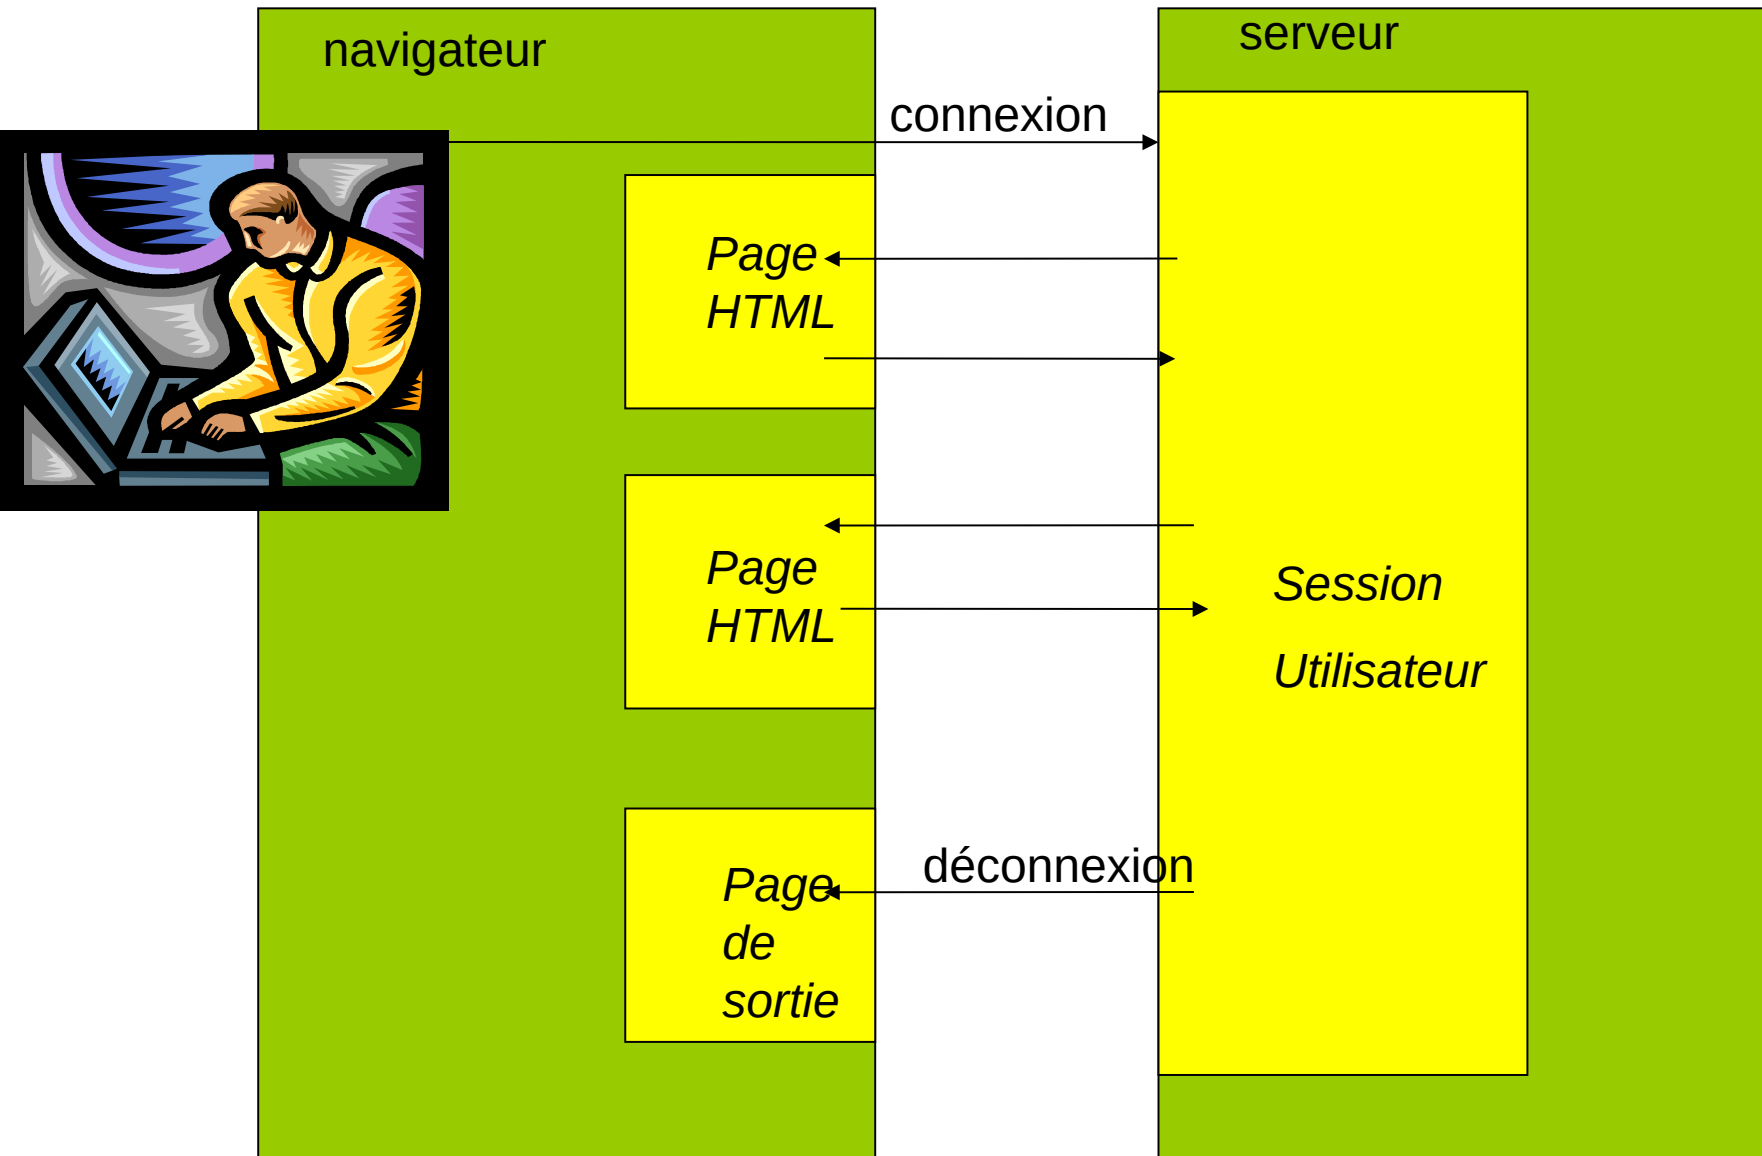 navigateur
serveur
connexion
Page
HTML
Page
HTML
Session
Utilisateur
déconnexion
Page
de
sortie